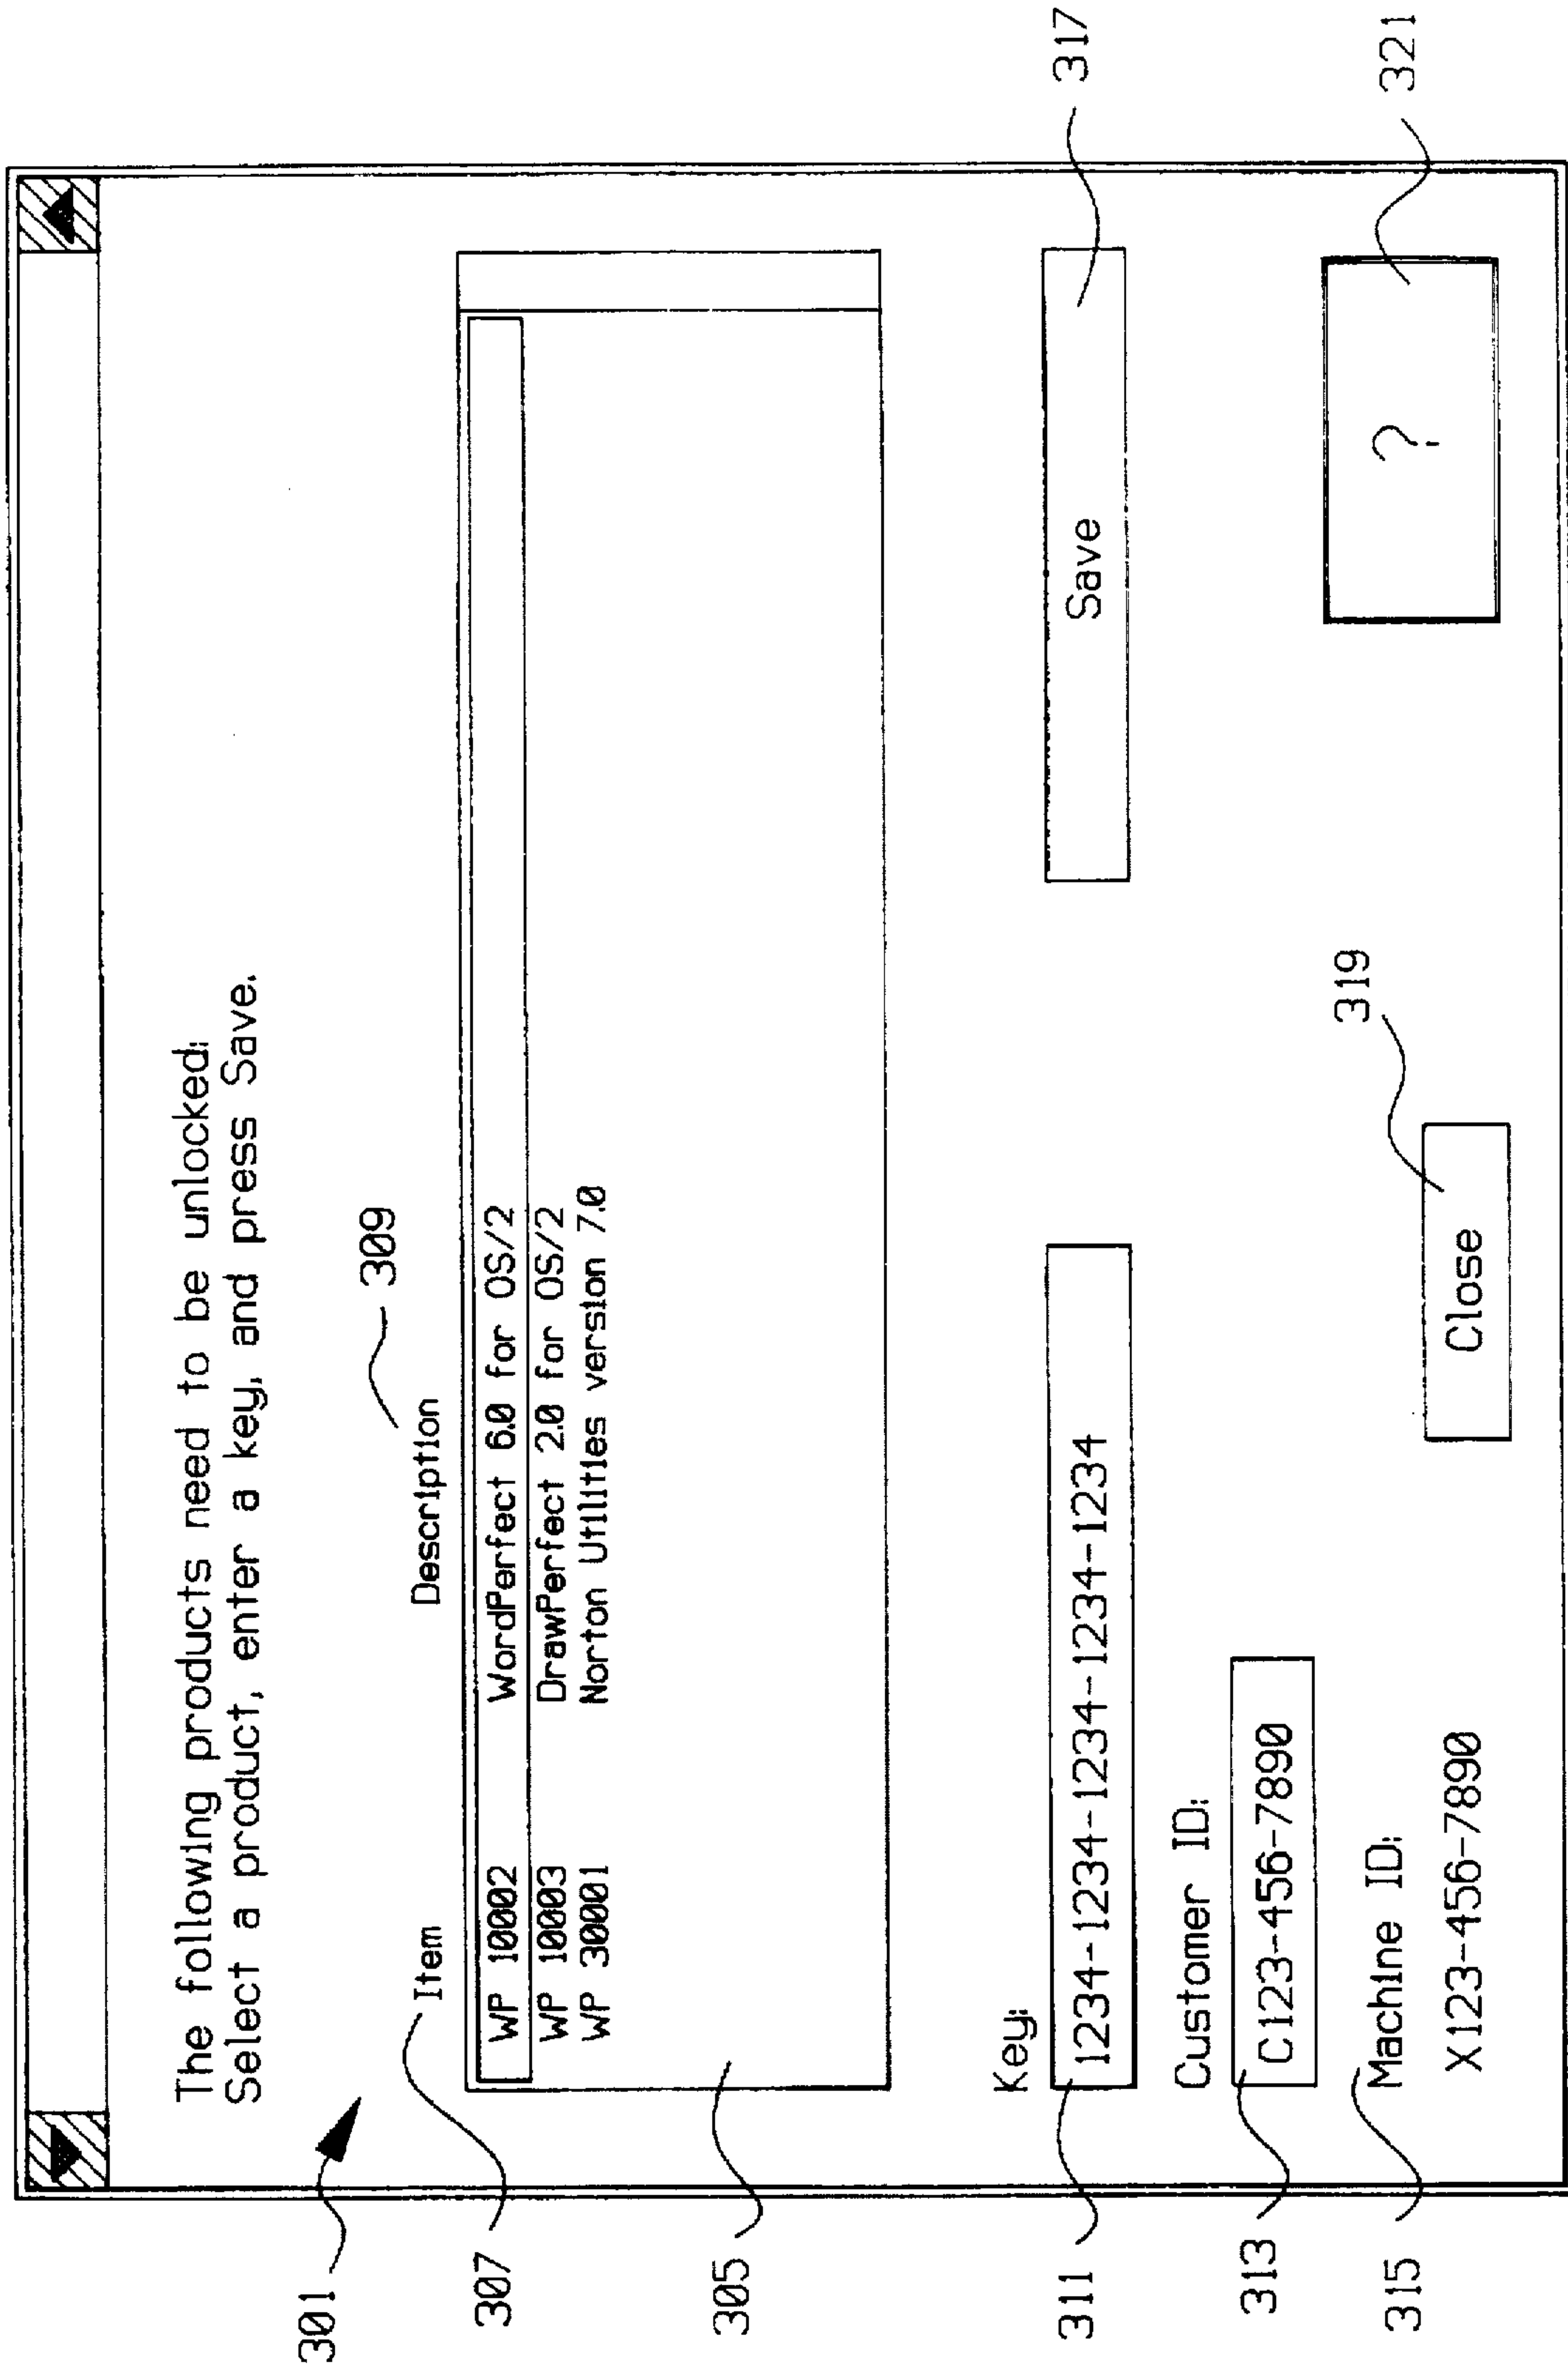 The following products need to be unlocked:
Select a product, enter a key, and press Save.
301
309
307
Item Description
WP 10002 WordPerfect 6.0 for OS/2
WP 10003 DrawPerfect 2.0 for OS/2
WP 30001 Norton Utilities version 7.0
305
Key:
311
1234-1234-1234-1234-1234-1234
Save
317
Customer ID:
313
C123-456-7890
315
Machine ID:
X123-456-7890
319
Close
?
321